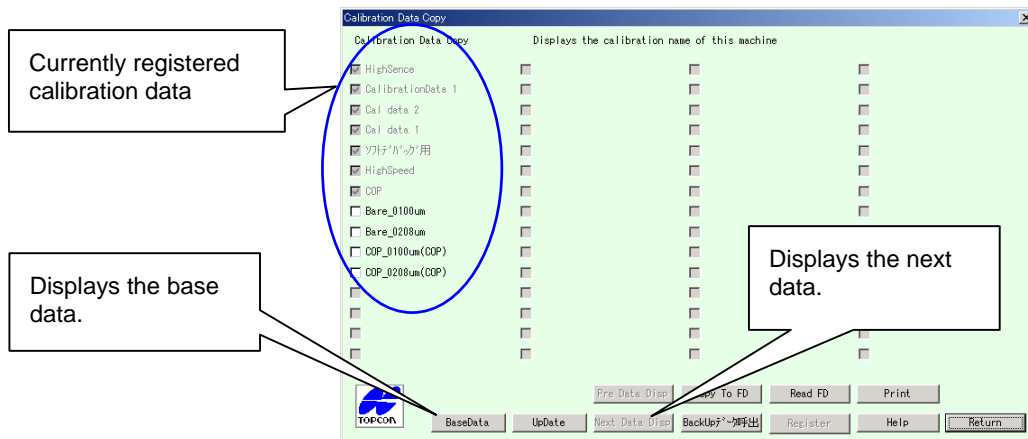 Calibration Data Copy
Calibration Data Copy
Displays the calibration name of this machine
Currently registered
calibration data
HighSence
CalibrationData 1
Cal data 2
Cal data 1
ソフトデバック用
HighSpeed
COP
Bare_0100um
Bare_0208um
COP_0100um(COP)
COP_0208um(COP)
Displays the base
data.
Displays the next
data.
Pre Data Disp
To FD
Read FD
Print
TOPCON
BaseData
UpDate
Next Data Disp
BackUpデータ呼出
Register
Help
Return